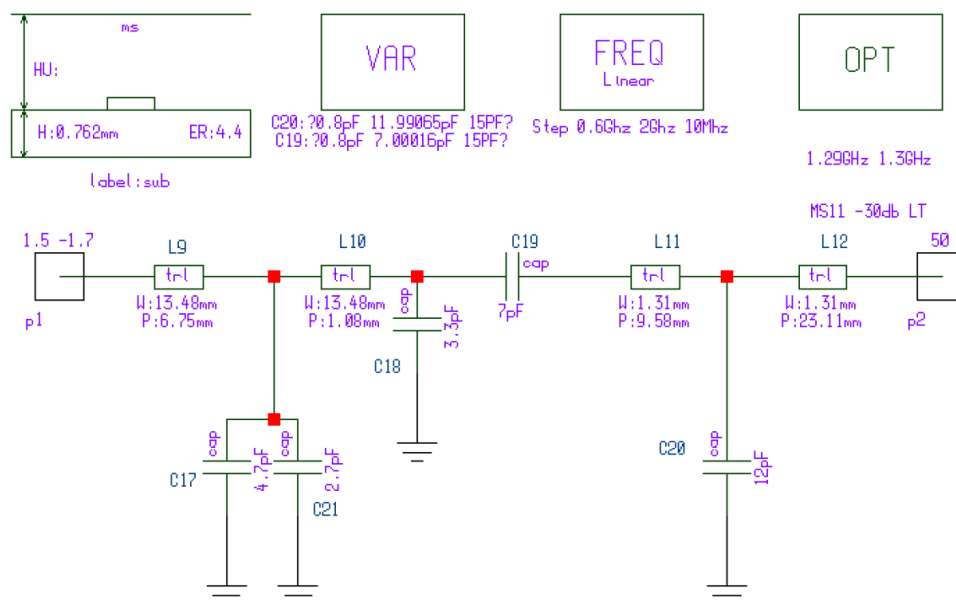 ms
HU:
H:0.762mm ER:4.4
label:sub
VAR
C20:?0.8pF 11.99065pF 15PF?
C19:?0.8pF 7.00016pF 15PF?
FREQ
Linear
Step 0.6Ghz 2Ghz 10Mhz
OPT
1.29GHz 1.3GHz
MS11 -30db LT
1.5 -1.7
p1
L9
trl
W:13.48mm
P:6.75mm
L10
trl
W:13.48mm
P:1.08mm
C19
cap
7pF
L11
trl
W:1.31mm
P:9.58mm
L12
trl
W:1.31mm
P:23.11mm
50
p2
cap
3.3pF
C18
cap
C17
4.7pF
cap
2.7pF
C21
C20
cap
12pF